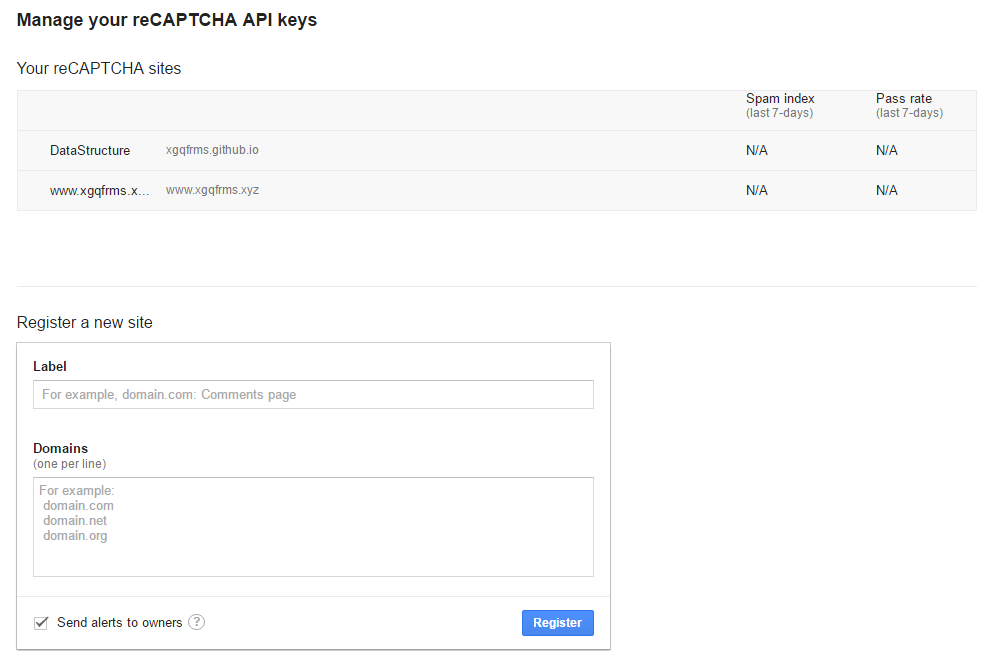 Manage your reCAPTCHA API keys
Your reCAPTCHA sites
Spam index Pass rate
(last 7-days) (last 7-days)
DataStructure xgqfrms.github.io N/A N/A
www.xgqfrms.x... www.xgqfrms.xyz N/A N/A
Register a new site
Label
For example, domain.com: Comments page
Domains
(one per line)
For example:
domain.com
domain.net
domain.org
Send alerts to owners ? Register